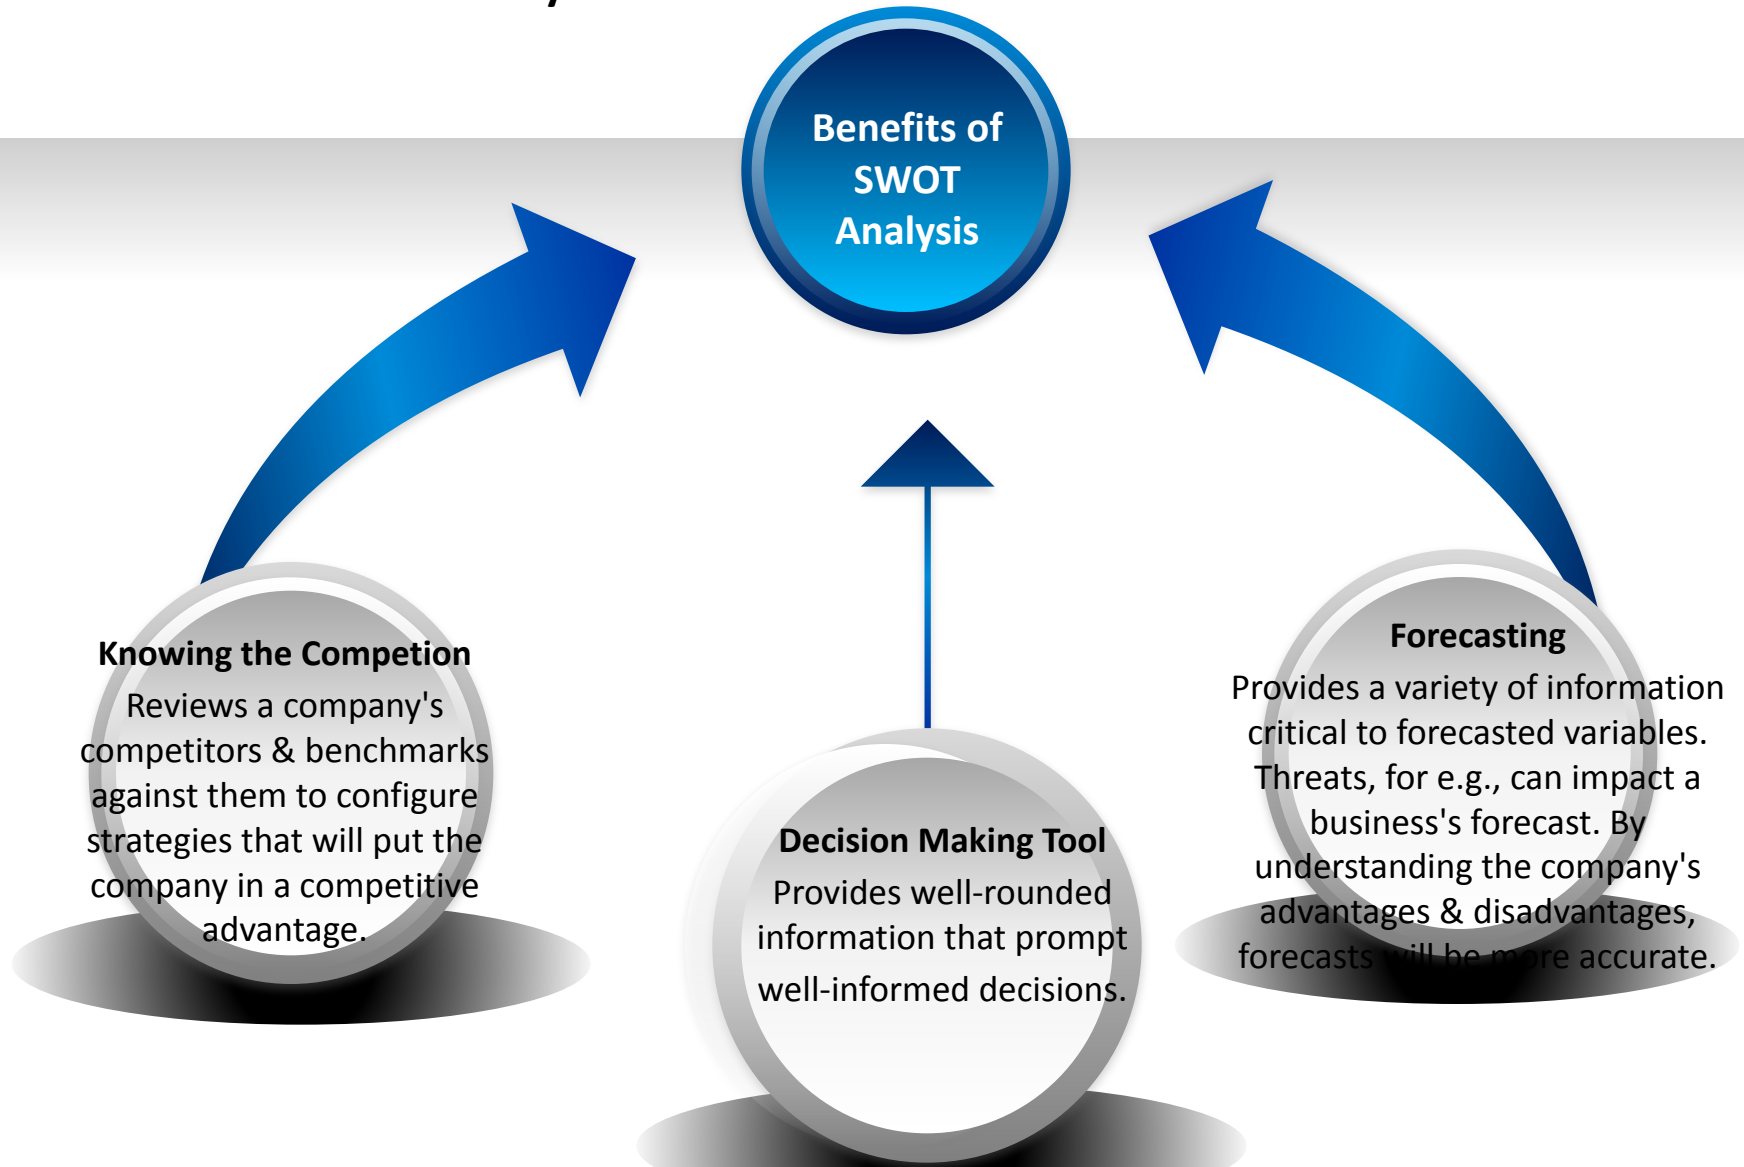 Benefits of
SWOT
Analysis
Knowing the Competion
Reviews a company's
competitors & benchmarks
against them to configure
strategies that will put the
company in a competitive
advantage.
Decision Making Tool
Provides well-rounded
information that prompt
well-informed decisions.
Forecasting
Provides a variety of information
critical to forecasted variables.
Threats, for e.g., can impact a
business's forecast. By
understanding the company's
advantages & disadvantages,
forecasts will be more accurate.